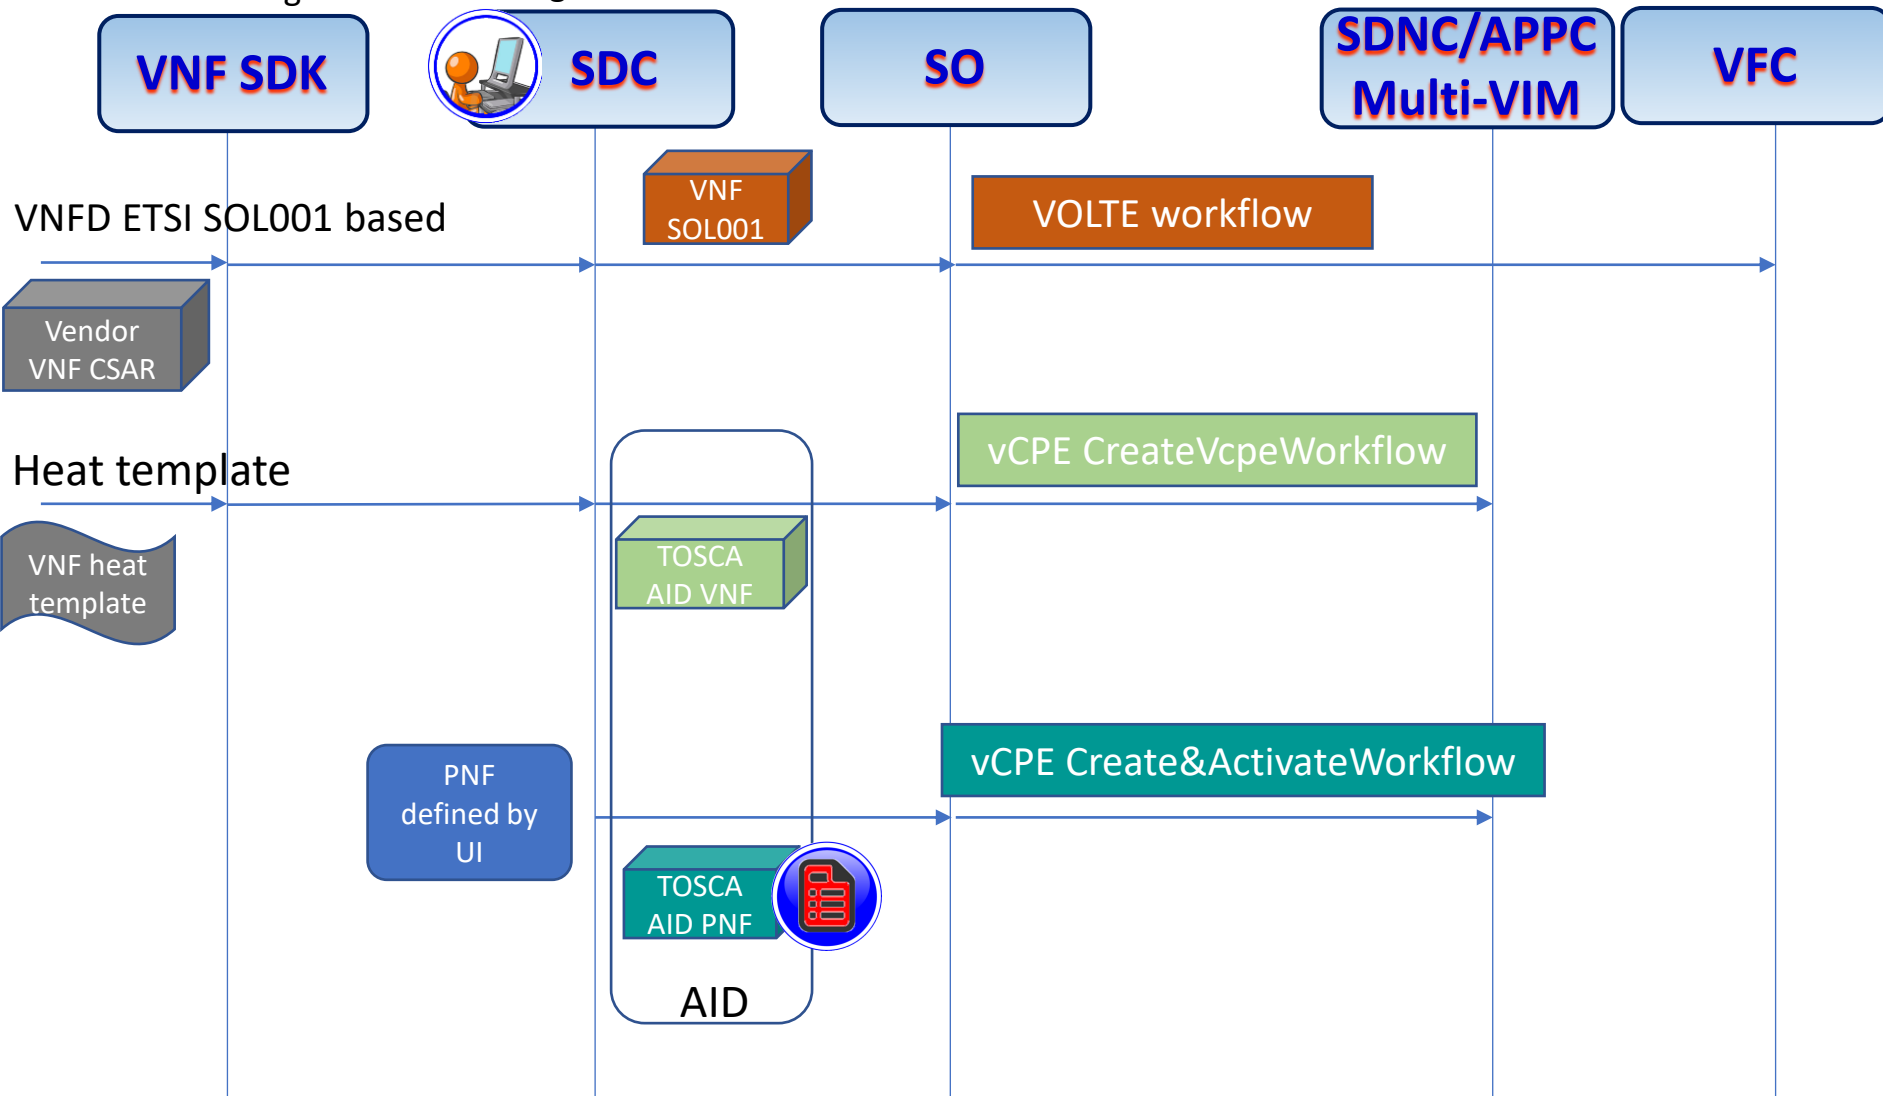 VNF SDK
SDC
SO
SDNC/APPC
Multi-VIM
VFC
VNF
SOL001
VOLTE workflow
VNFD ETSI SOL001 based
Vendor
VNF CSAR
vCPE CreateVcpeWorkflow
Heat template
TOSCA
AID VNF
VNF heat
template
vCPE Create&ActivateWorkflow
PNF
defined by
UI
TOSCA
AID PNF
AID